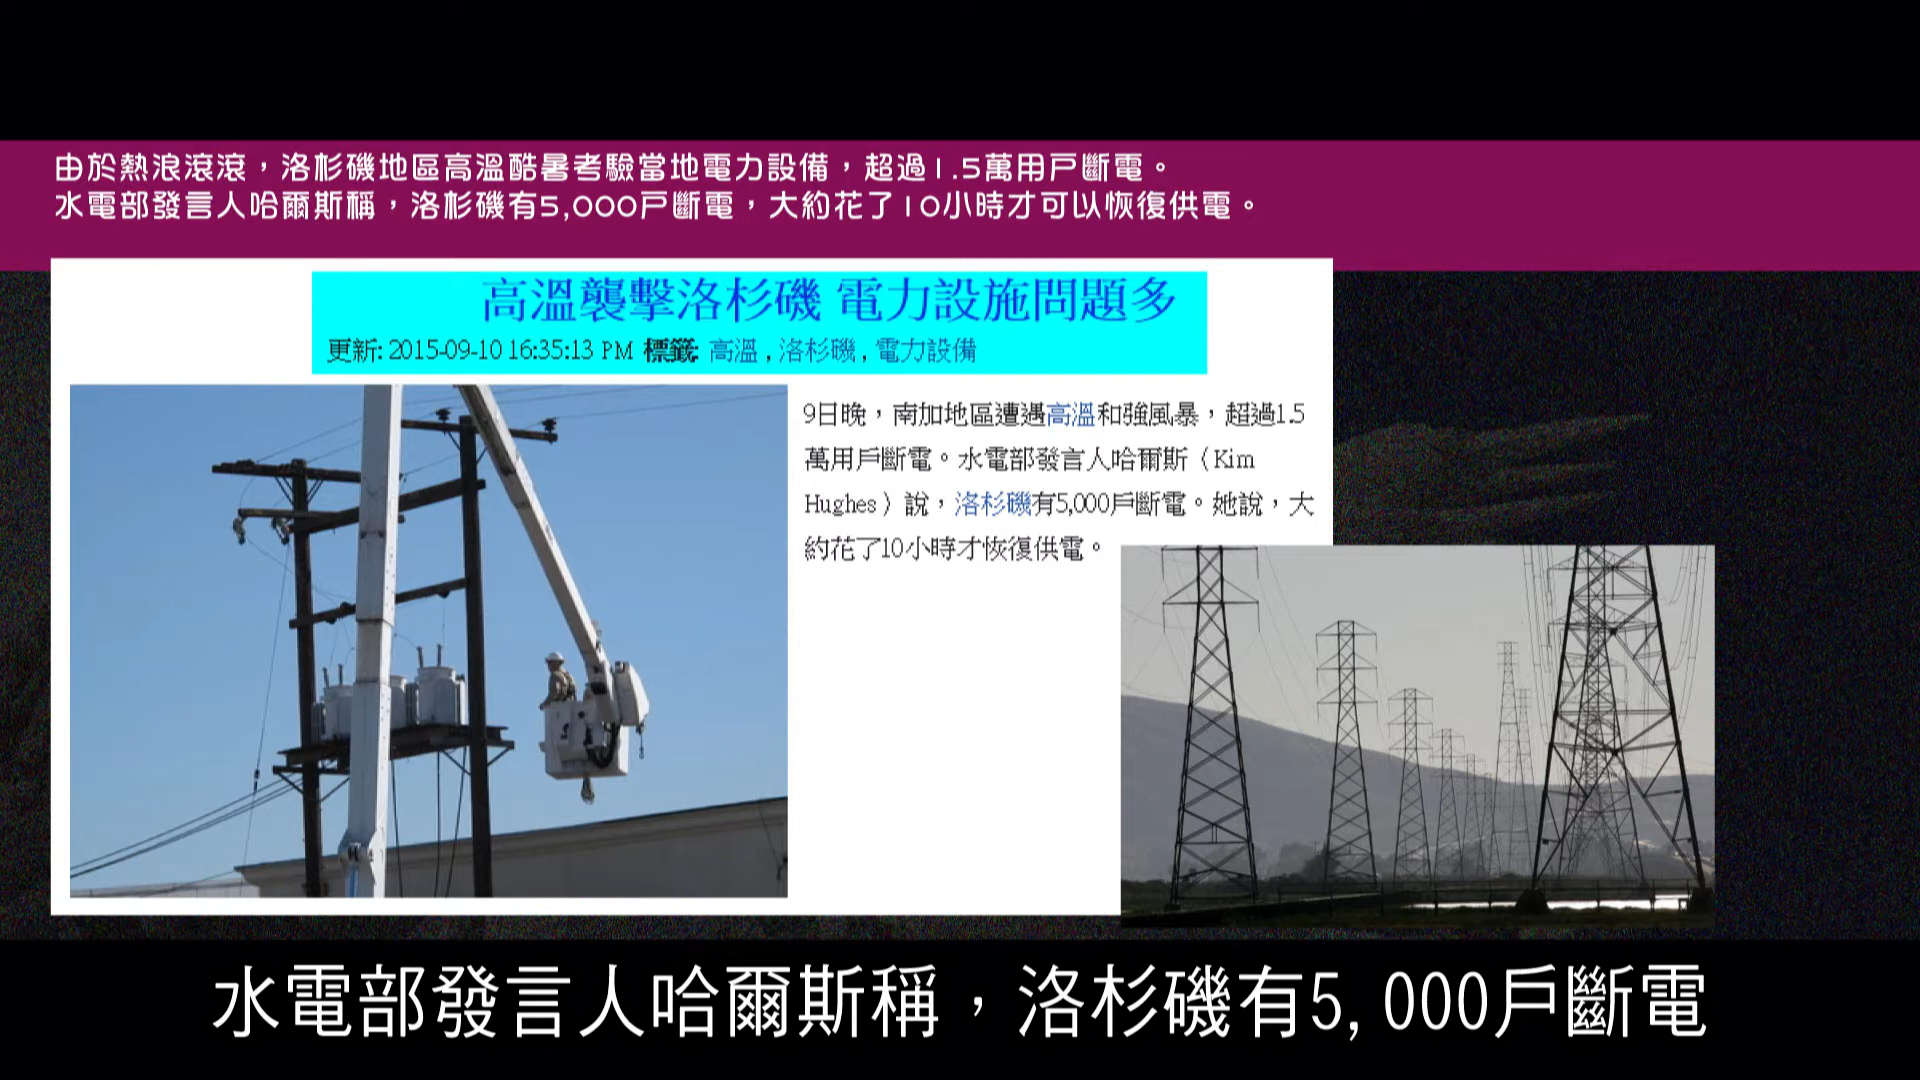 由於熱浪滾滾，洛杉磯地區高溫酷暑考驗當地電力設備，超過1.5萬用戶斷電。
水電部發言人哈爾斯稱，洛杉磯有5,000戶斷電，大約花了10小時才可以恢復供電。
高溫襲擊洛杉磯 電力設施問題多
更新: 2015-09-10 16:35:13 PM 標籤: 高溫 , 洛杉磯 , 電力設備
9日晚，南加地區遭遇高溫和強風暴，超過1.5
萬用戶斷電。水電部發言人哈爾斯（Kim
Hughes）說，洛杉磯有5,000戶斷電。她說，大
約花了10小時才恢復供電。
水電部發言人哈爾斯稱，洛杉磯有5,000戶斷電